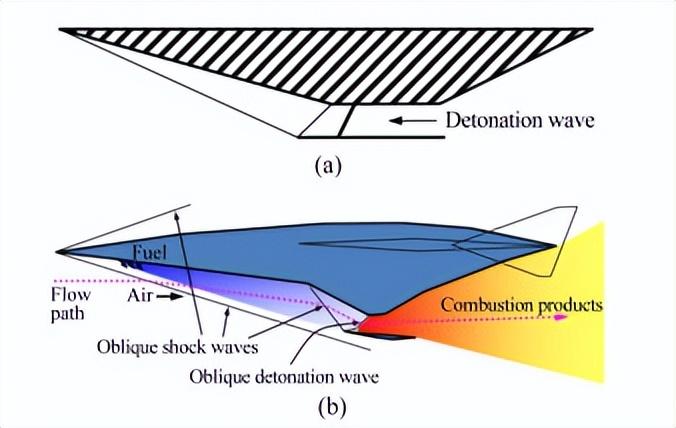 Detonation wave
(a)
Fuel
Flow
path
Air
Combustion products
Oblique shock waves
Oblique detonation wave
(b)